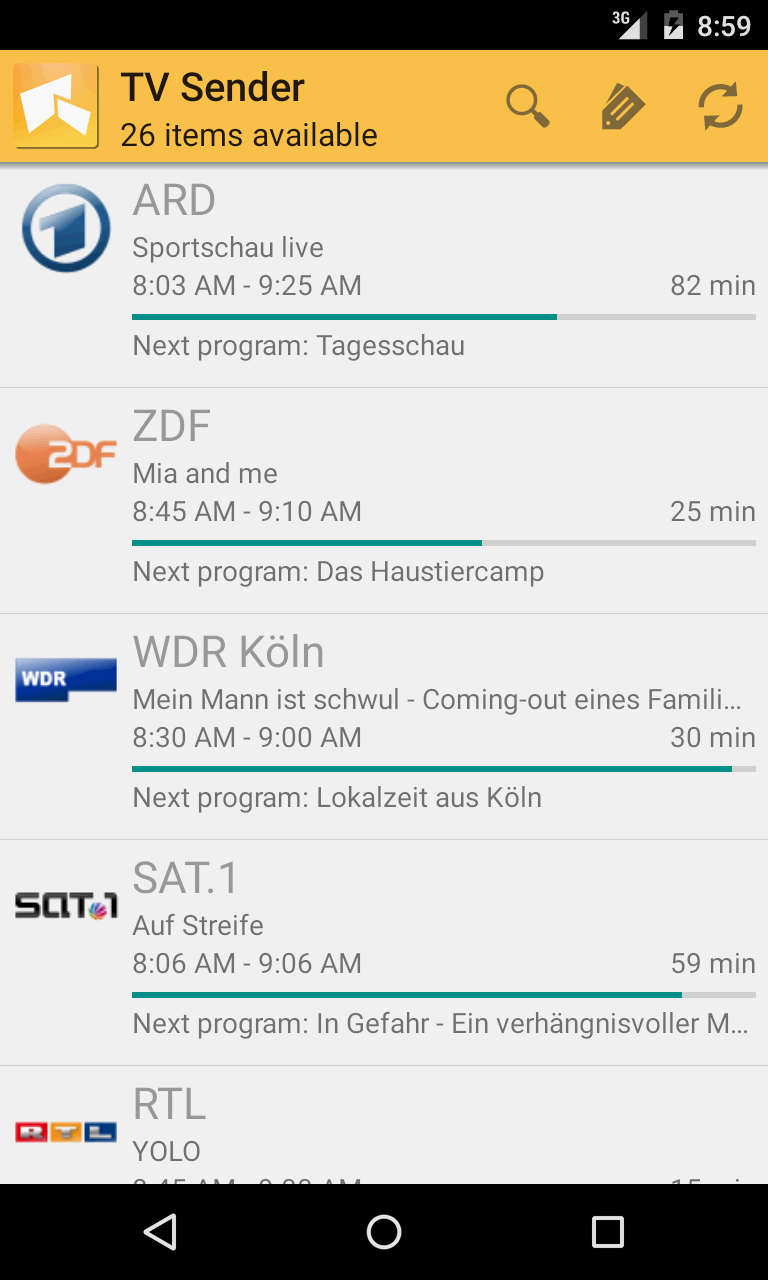 3G 8:59
TV Sender
26 items available
ARD
1
Sportschau live
8:03 AM - 9:25 AM 82 min
Next program: Tagesschau
ZDF
ZDF
Mia and me
8:45 AM - 9:10 AM 25 min
Next program: Das Haustiercamp
WDR Köln
WDR
Mein Mann ist schwul - Coming-out eines Famili...
8:30 AM - 9:00 AM 30 min
Next program: Lokalzeit aus Köln
SAT.1
SAT.1
Auf Streife
8:06 AM - 9:06 AM 59 min
Next program: In Gefahr - Ein verhängnisvoller M...
RTL
RTL
YOLO